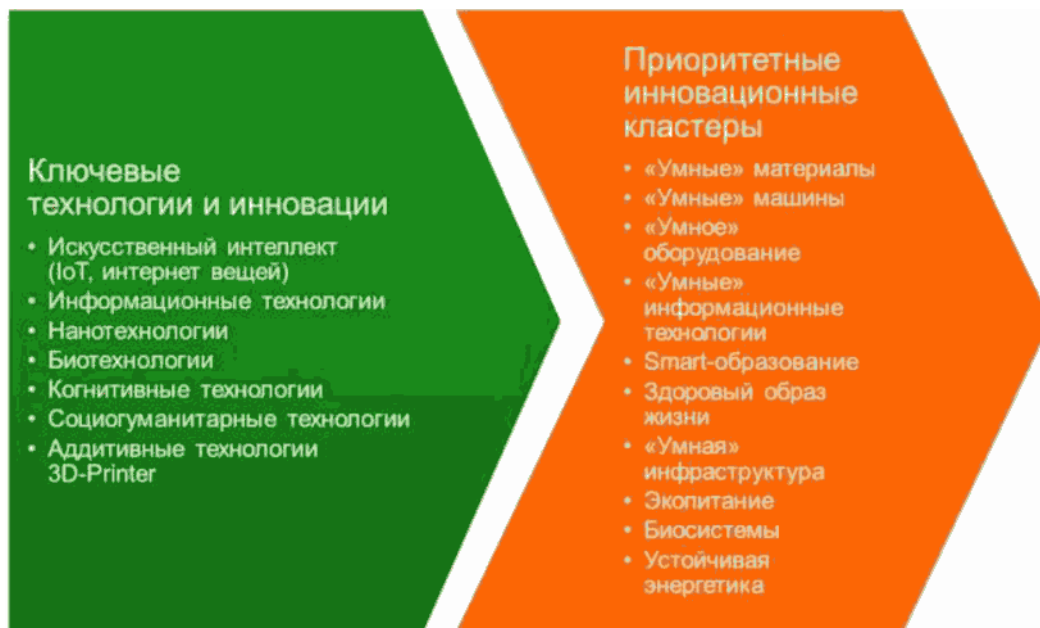 Ключевые
технологии и инновации
• Искусственный интеллект
(IoT, интернет вещей)
• Информационные технологии
• Нанотехнологии
• Биотехнологии
• Когнитивные технологии
• Социогуманитарные технологии
• Аддитивные технологии
3D-Printer
Приоритетные
инновационные
кластеры
• «Умные» материалы
• «Умные» машины
• «Умное»
оборудование
• «Умные»
информационные
технологии
• Smart-образование
• Здоровый образ
жизни
• «Умная»
инфраструктура
• Экопитание
• Биосистемы
• Устойчивая
энергетика